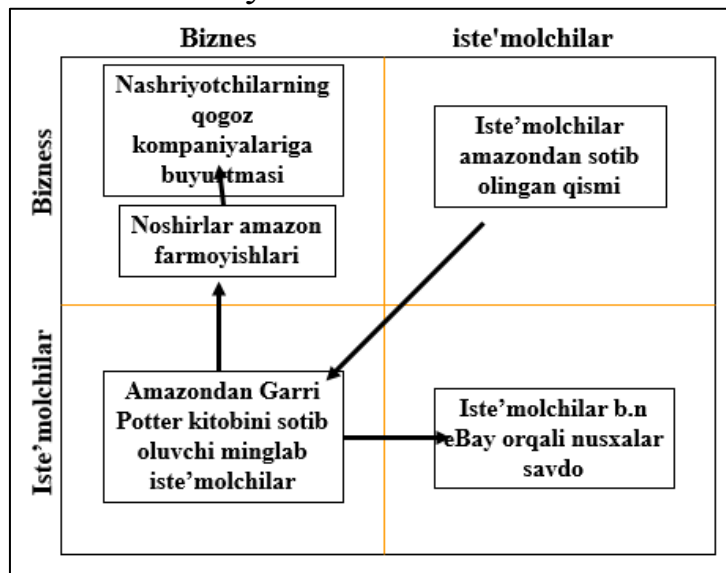 Biznes
iste'molchilar
Bizness
Nashriyotchilarning
qogoz
kompaniyalariga
buyurtmasi
Noshirlar amazon
farmoyishlari
Iste’molchilar
amazondan sotib
olingan qismi
Iste’molchilar
Amazondan Garri
Potter kitobini sotib
oluvchi minglab
iste’molchilar
Iste’molchilar b.n
eBay orqali nusxalar
savdo